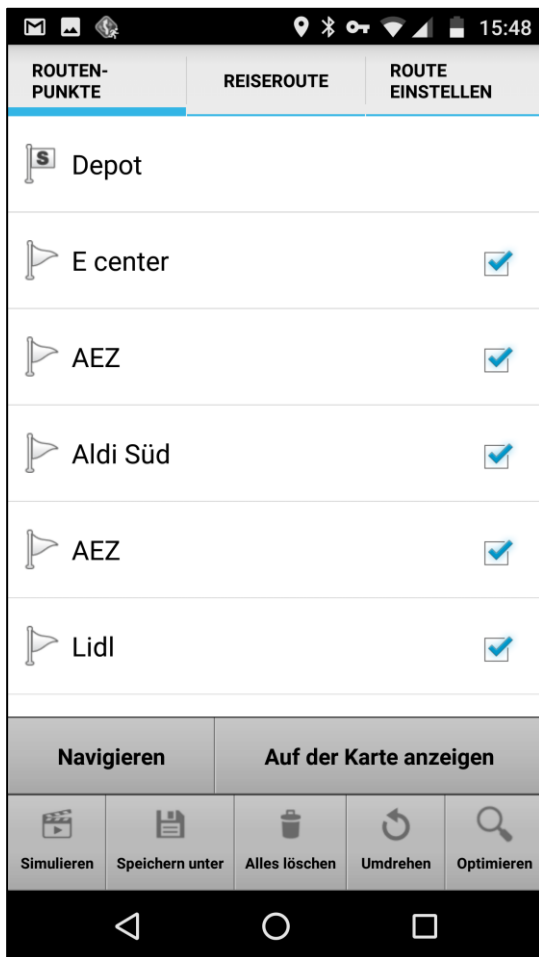 15:48
ROUTEN-
PUNKTE
REISEROUTE
ROUTE
EINSTELLEN
S
Depot
E center
AEZ
Aldi Süd
AEZ
Lidl
Navigieren
Auf der Karte anzeigen
Simulieren
Speichern unter
Alles löschen
Umdrehen
Optimieren